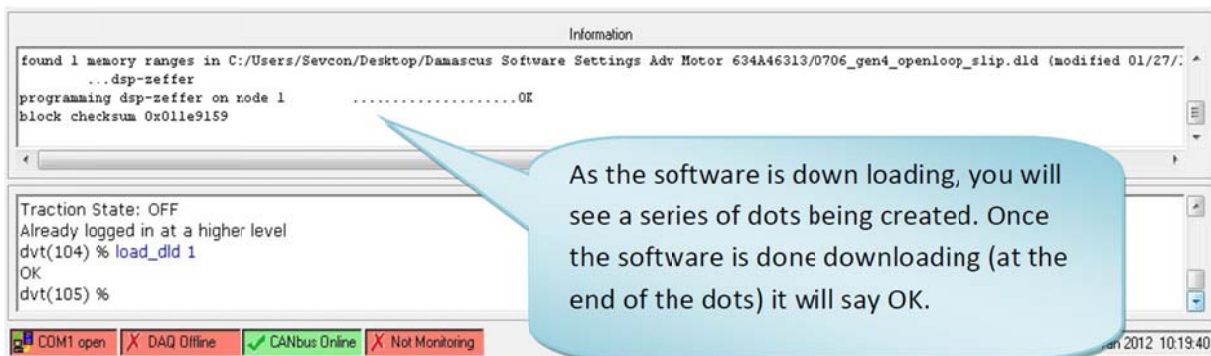 Information
found 1 memory ranges in C:/Users/Sevcon/Desktop/Damascus Software Settings Adv Motor 634A46313/0706_gen4_openloop_slip.dld (modified 01/27/
...dsp-zeffer
programming dsp-zeffer on node 1 ....................OK
block checksum 0x011e9159
As the software is down loading, you will
see a series of dots being created. Once
the software is done downloading (at the
end of the dots) it will say OK.
Traction State: OFF
Already logged in at a higher level
dvt(104) % load_dld 1
OK
dvt(105) %
COM1 open
DAQ Offline
CANbus Online
Not Monitoring
2012 10:19:40